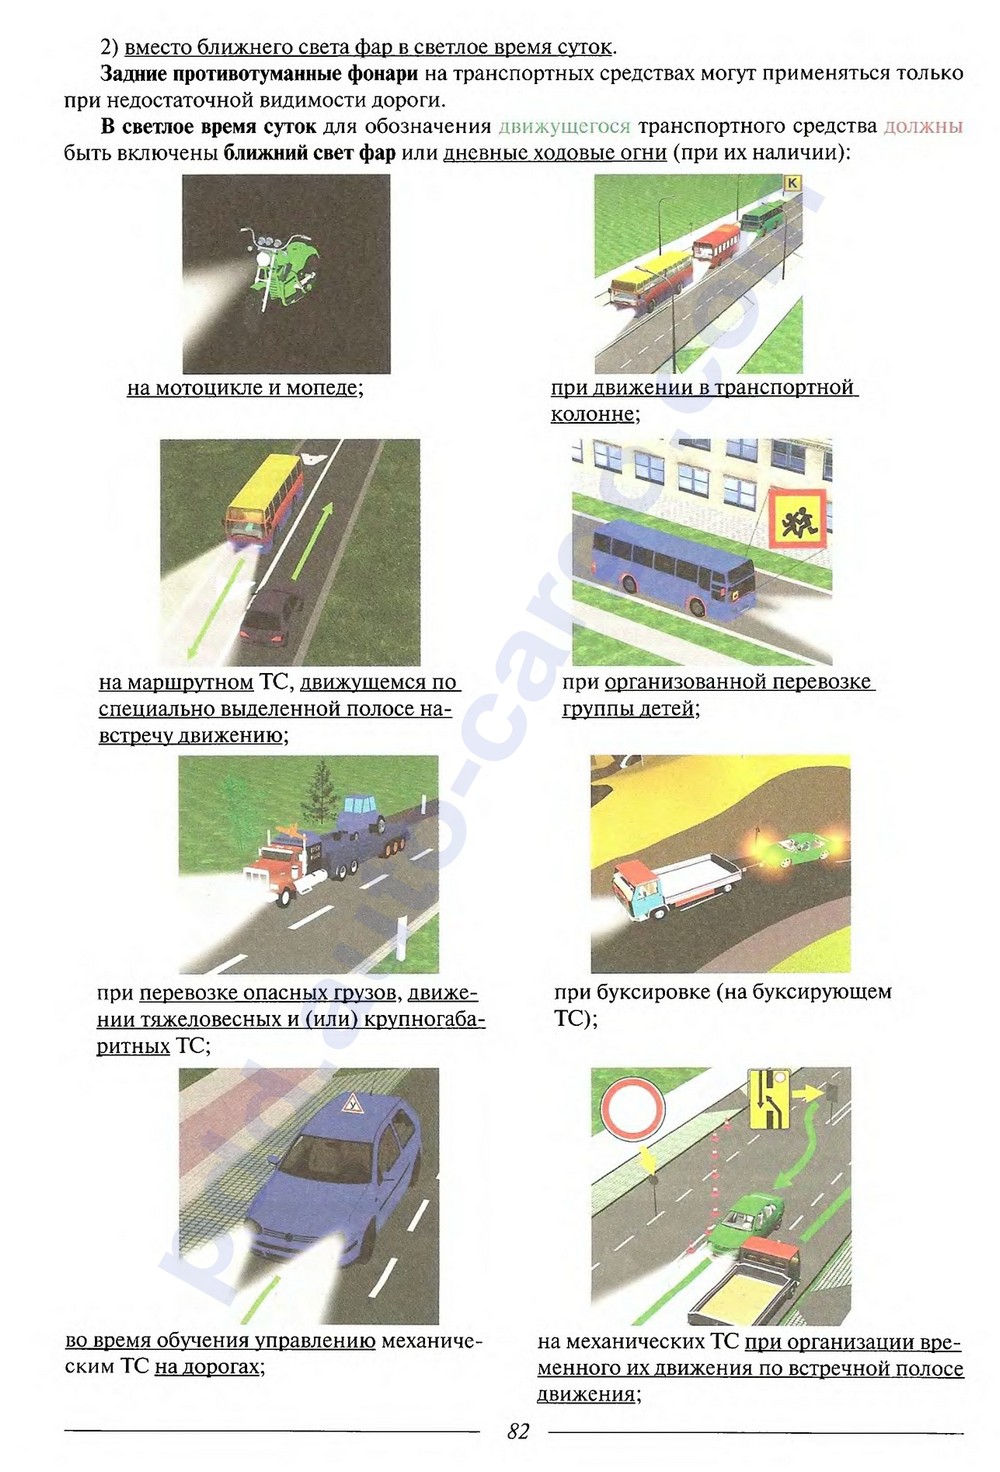 2) вместо ближнего света фар в светлое время суток.
Задние противотуманные фонари на транспортных средствах могут применяться только
при недостаточной видимости дороги.
В светлое время суток для обозначения движущегося транспортного средства должны
быть включены ближний свет фар или дневные ходовые огни (при их наличии):
К
на мотоцикле и мопеде;
при движении в транспортной
колонне;
на маршрутном ТС, движущемся по
специально выделенной полосе на-
встречу движению;
при организованной перевозке
группы детей;
при перевозке опасных грузов, движе-
нии тяжеловесных и (или) крупногаба-
ритных ТС;
при буксировке (на буксирующем
ТС);
У
во время обучения управлению механиче-
ским ТС на дорогах;
на механических ТС при организации вре-
менного их движения по встречной полосе
движения;
82